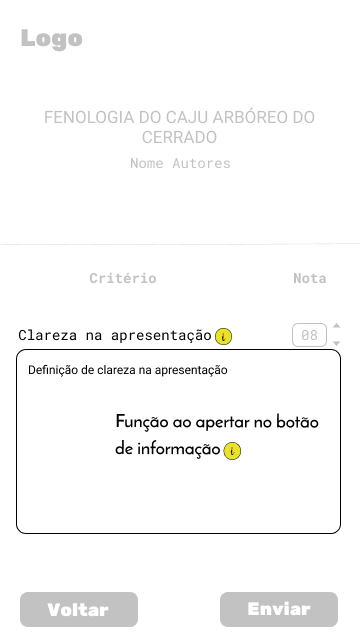 Logo
FENOLOGIA DO CAJU ARBÓREO DO
CERRADO
Nome Autores
Critério Nota
Clareza na apresentação i 08
Definição de clareza na apresentação
Função ao apertar no botão
de informação i
Voltar Enviar